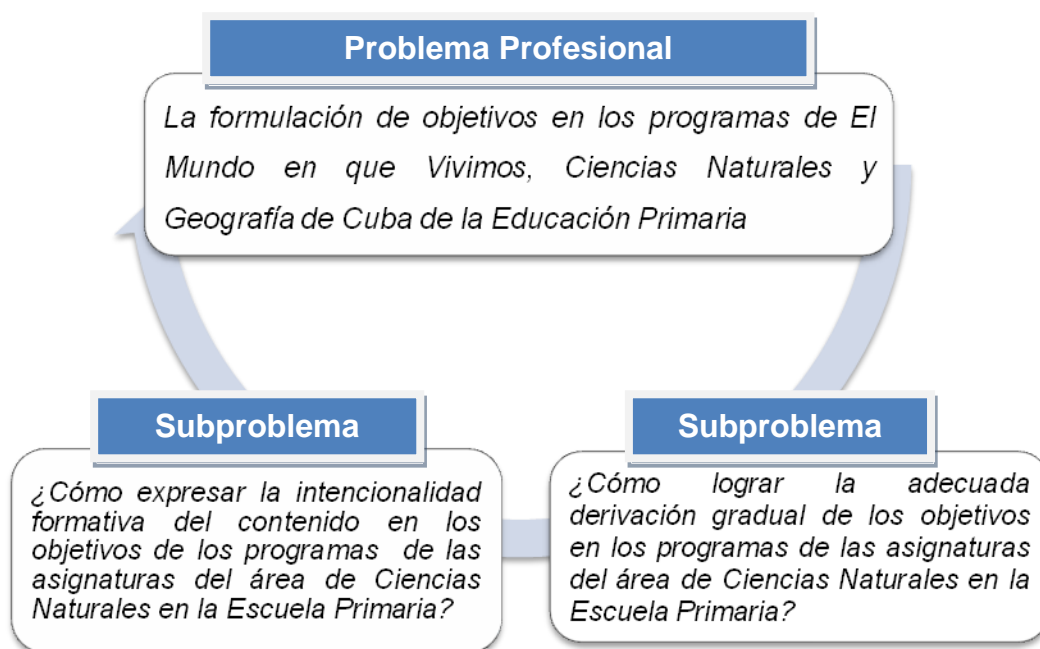 Problema Profesional
La formulación de objetivos en los programas de El
Mundo en que Vivimos, Ciencias Naturales y
Geografía de Cuba de la Educación Primaria
Subproblema
¿Cómo expresar la intencionalidad
formativa del contenido en los
objetivos de los programas de las
asignaturas del área de Ciencias
Naturales en la Escuela Primaria?
Subproblema
¿Cómo lograr la adecuada
derivación gradual de los objetivos
en los programas de las asignaturas
del área de Ciencias Naturales en la
Escuela Primaria?